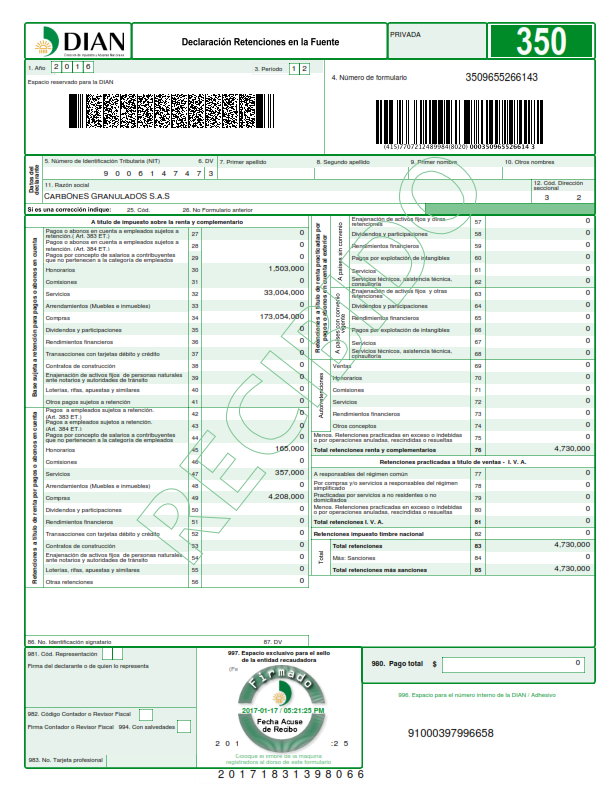 DIAN
Dirección de Impuestos y Aduanas Nacionales
Declaración Retenciones en la Fuente
PRIVADA
350
1. Año 2 0 1 6
3. Período 1 2
Espacio reservado para la DIAN
4. Número de formulario 3509655266143
(415)7707212489984(8020) 000350965526614 3
Datos del declarante
5. Número de Identificación Tributaria (NIT) 6. DV 7. Primer apellido 8. Segundo apellido 9. Primer nombre 10. Otros nombres
9 0 0 6 1 4 7 4 7 3
11. Razón social
12. Cód. Dirección seccional
CARBONES GRANULADOS S.A.S
3 2
Si es una corrección indique: 25. Cód. 26. No Formulario anterior
A título de impuesto sobre la renta y complementario
Base sujeta a retención para pagos o abonos en cuenta
Pagos o abonos en cuenta a empleados sujetos a retención.( Art. 383 ET.) 27 0
Pagos o abonos en cuenta a empleados sujetos a retención. (Art. 384 ET.) 28 0
Pagos por concepto de salarios a contribuyentes que no pertenecen a la categoría de empleados 29 0
Honorarios 30 1,503,000
Comisiones 31 0
Servicios 32 33,004,000
Arrendamientos (Muebles e inmuebles) 33 0
Compras 34 173,054,000
Dividendos y participaciones 35 0
Rendimientos financieros 36 0
Transacciones con tarjetas débito y crédito 37 0
Contratos de construcción 38 0
Enajenación de activos fijos de personas naturales ante notarios y autoridades de tránsito 39 0
Loterías, rifas, apuestas y similares 40 0
Otros pagos sujetos a retención 41 0
Retenciones a título de renta por pagos o abonos en cuenta
Pagos a empleados sujetos a retención. (Art. 383 ET.) 42 0
Pagos a empleados sujetos a retención. (Art. 384 ET.) 43 0
Pagos por concepto de salarios a contribuyentes que no pertenecen a la categoría de empleados 44 0
Honorarios 45 165,000
Comisiones 46 0
Servicios 47 357,000
Arrendamientos (Muebles e inmuebles) 48 0
Compras 49 4,208,000
Dividendos y participaciones 50 0
Rendimientos financieros 51 0
Transacciones con tarjetas débito y crédito 52 0
Contratos de construcción 53 0
Enajenación de activos fijos de personas naturales ante notarios y autoridades de tránsito 54 0
Loterías, rifas, apuestas y similares 55 0
Otras retenciones 56 0
Retenciones a título de renta practicadas por pagos o abonos en cuenta al exterior
A países sin convenio
Enajenación de activos fijos y otras retenciones 57 0
Dividendos y participaciones 58 0
Rendimientos financieros 59 0
Pagos por explotación de intangibles 60 0
Servicios 61 0
Servicios técnicos, asistencia técnica, consultoría 62 0
A países con convenio vigente
Enajenación de activos fijos y otras retenciones 63 0
Dividendos y participaciones 64 0
Rendimientos financieros 65 0
Pagos por explotación de intangibles 66 0
Servicios 67 0
Servicios técnicos, asistencia técnica, consultoría 68 0
Autorretenciones
Ventas 69 0
Honorarios 70 0
Comisiones 71 0
Servicios 72 0
Rendimientos financieros 73 0
Otros conceptos 74 0
Menos. Retenciones practicadas en exceso o indebidas o por operaciones anuladas, rescindidas o resueltas 75 0
Total retenciones renta y complementarios 76 4,730,000
Retenciones practicadas a título de ventas - I. V. A.
A responsables del régimen común 77 0
Por compras y/o servicios a responsables del régimen simplificado 78 0
Practicadas por servicios a no residentes o no domiciliados 79 0
Menos. Retenciones practicadas en exceso o indebidas o por operaciones anuladas, rescindidas o resueltas 80 0
Total retenciones I. V. A. 81 0
Retenciones impuesto timbre nacional 82 0
Total
Total retenciones 83 4,730,000
Más: Sanciones 84 0
Total retenciones más sanciones 85 4,730,000
RECIBIDO
86. No. Identificación signatario 87. DV
981. Cód. Representación
Firma del declarante o de quien lo representa
982. Código Contador o Revisor Fiscal
Firma Contador o Revisor Fiscal 994. Con salvedades
983. No. Tarjeta profesional
997. Espacio exclusivo para el sello de la entidad recaudadora
(Fe
Firmado
2017-01-17 / 05:21:25 PM
Fecha Acuse de Recibo
2 0 1 : 2 5
Coloque el timbre de la máquina registradora al dorso de este formulario
2 0 1 7 1 8 3 1 3 9 8 0 6 6
980. Pago total $ 0
996. Espacio para el número interno de la DIAN / Adhesivo
91000397996658